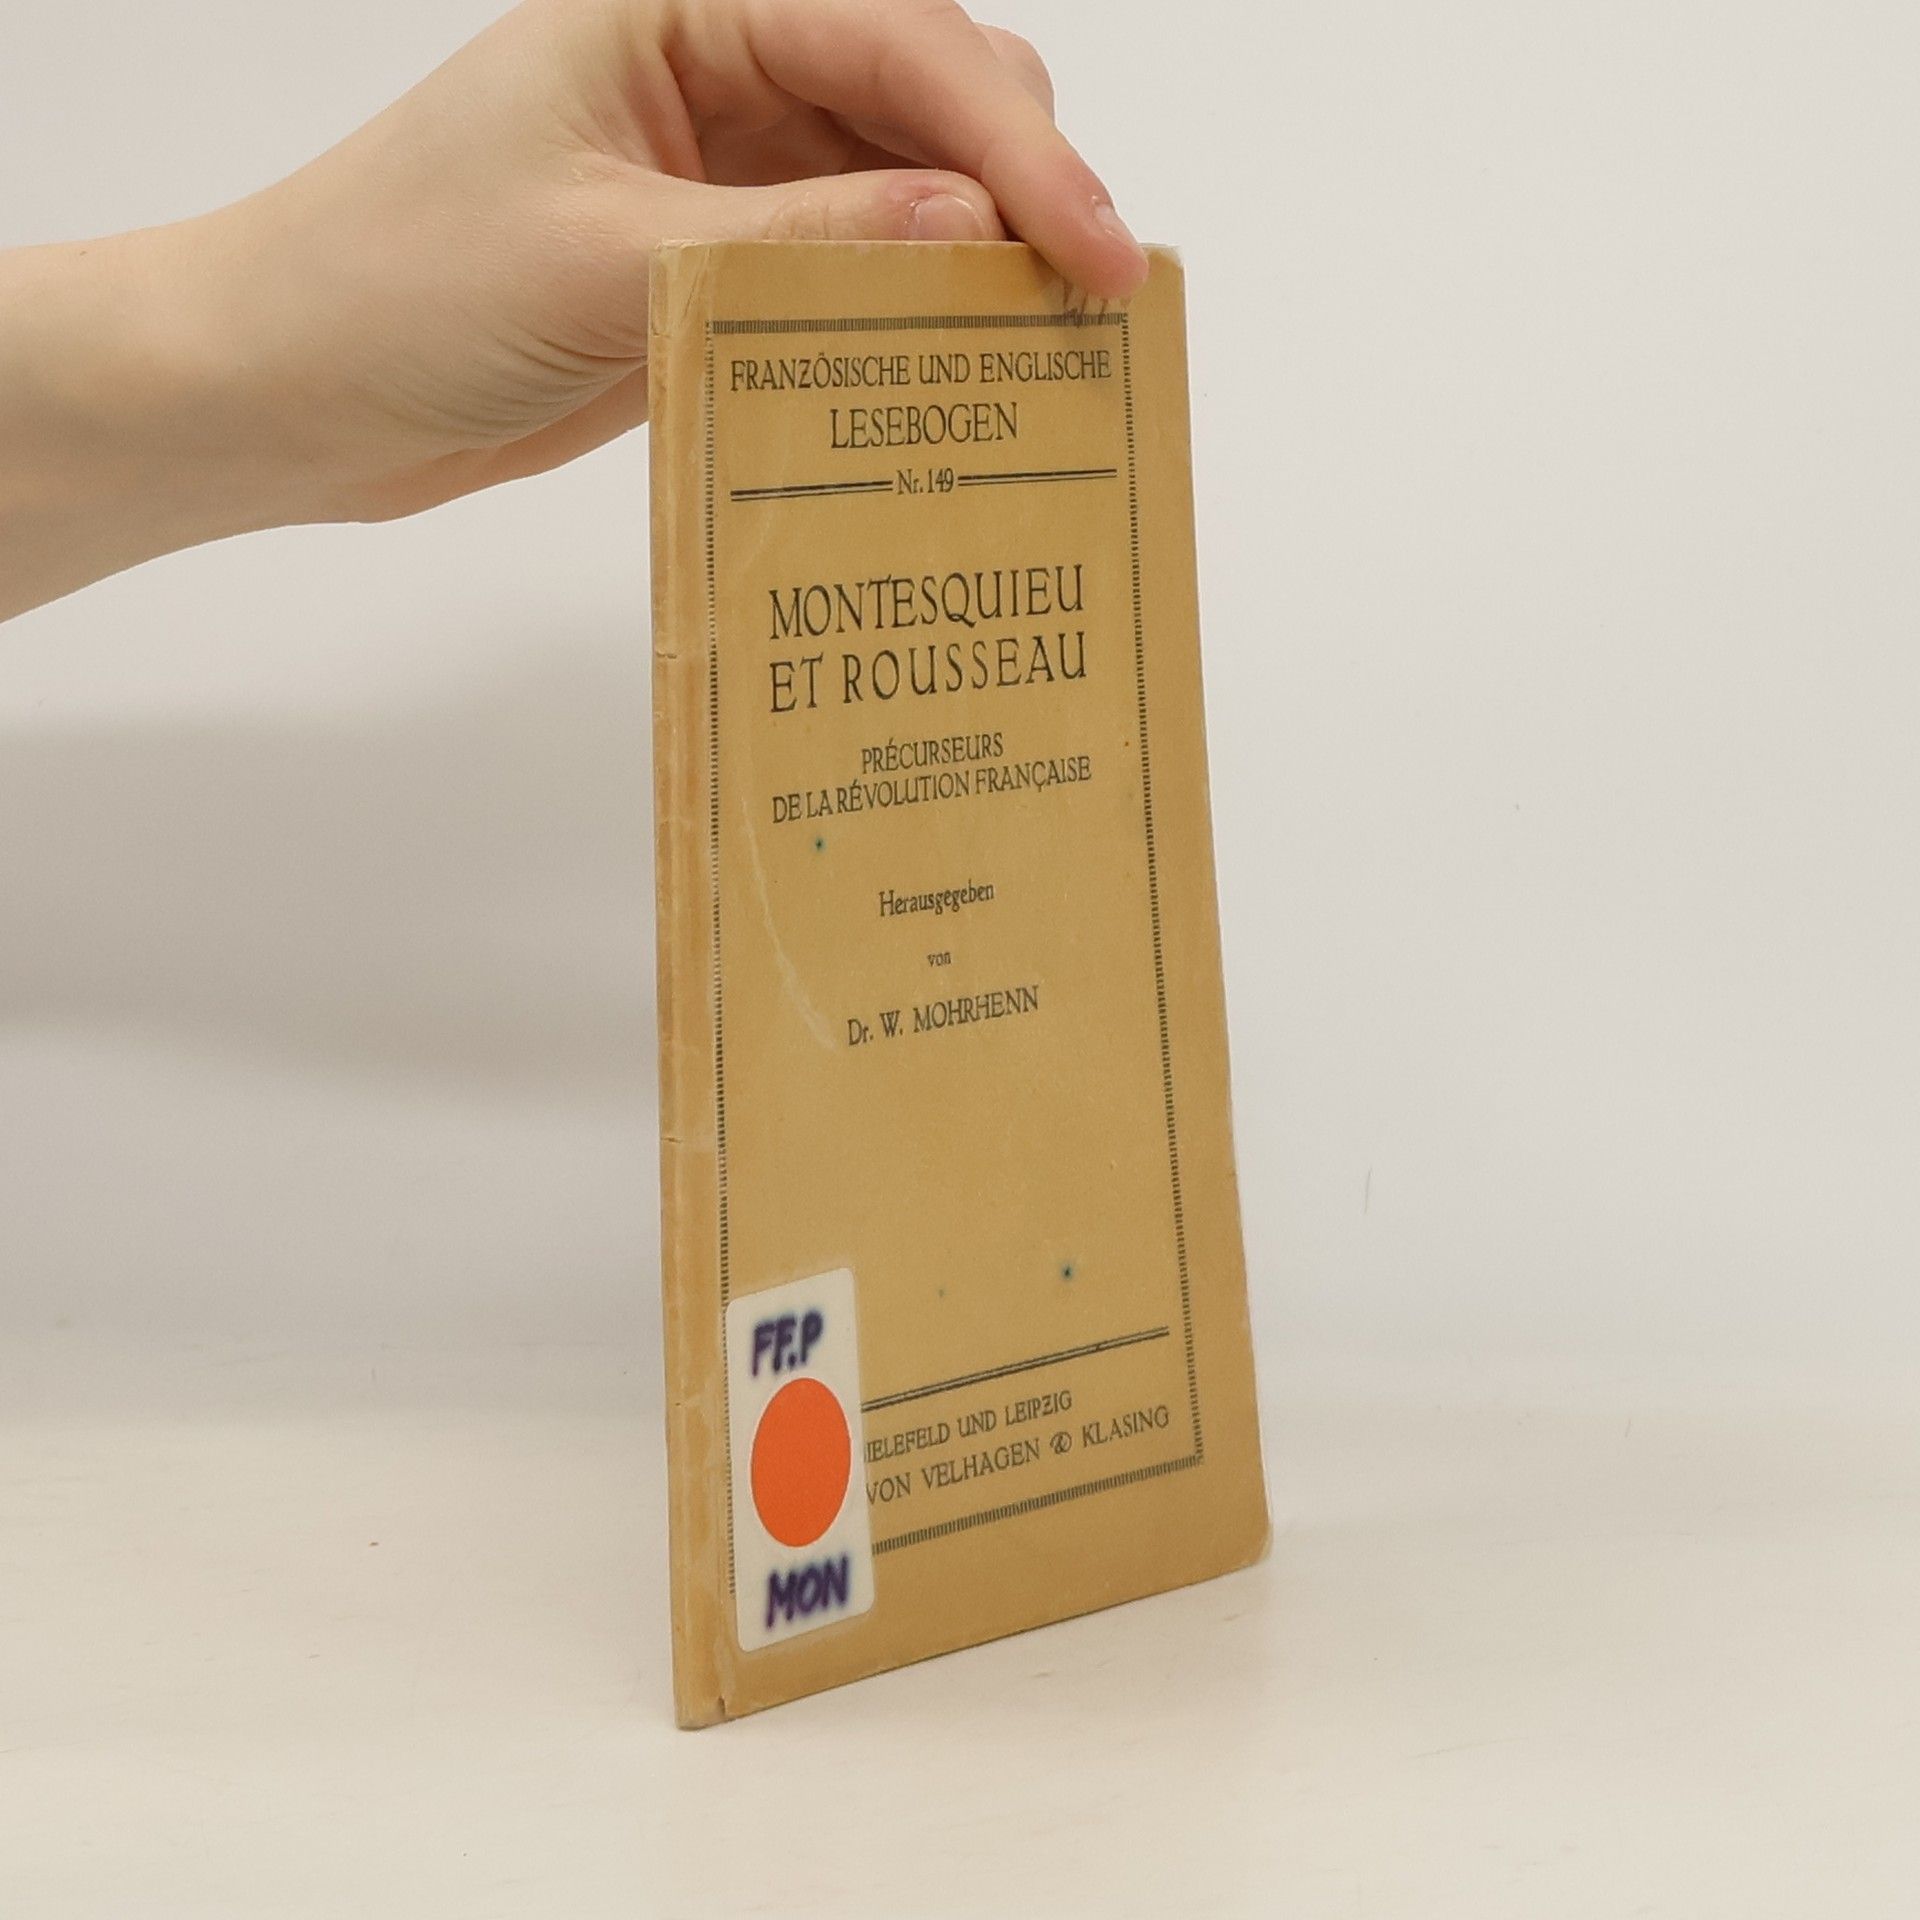 FRANZÖSISCHE UND ENGLISCHE
LESEBOGEN
Nr. 149
MONTESQUIEU
ET ROUSSEAU
PRÉCURSEURS
DE LA RÉVOLUTION FRANÇAISE
Herausgegeben
von
Dr. W. MOHRHENN
IELEFELD UND LEIPZIG
VON VELHAGEN & KLASING
FF.P
MON